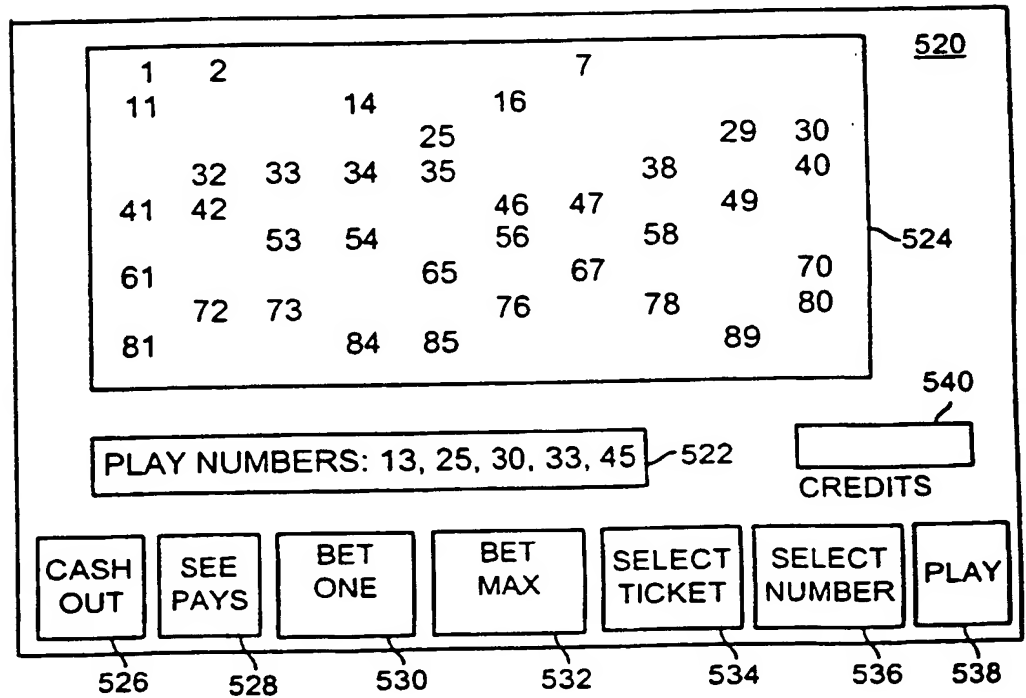 520
1 2 7
11 14 16
25 29 30
32 33 34 35 38 40
41 42 46 47 49
53 54 56 58
524
61 65 67 70
72 73 76 78 80
81 84 85 89
540
PLAY NUMBERS: 13, 25, 30, 33, 45
522
CREDITS
CASH OUT
SEE PAYS
BET ONE
BET MAX
SELECT TICKET
SELECT NUMBER
PLAY
526 528 530 532 534 536 538